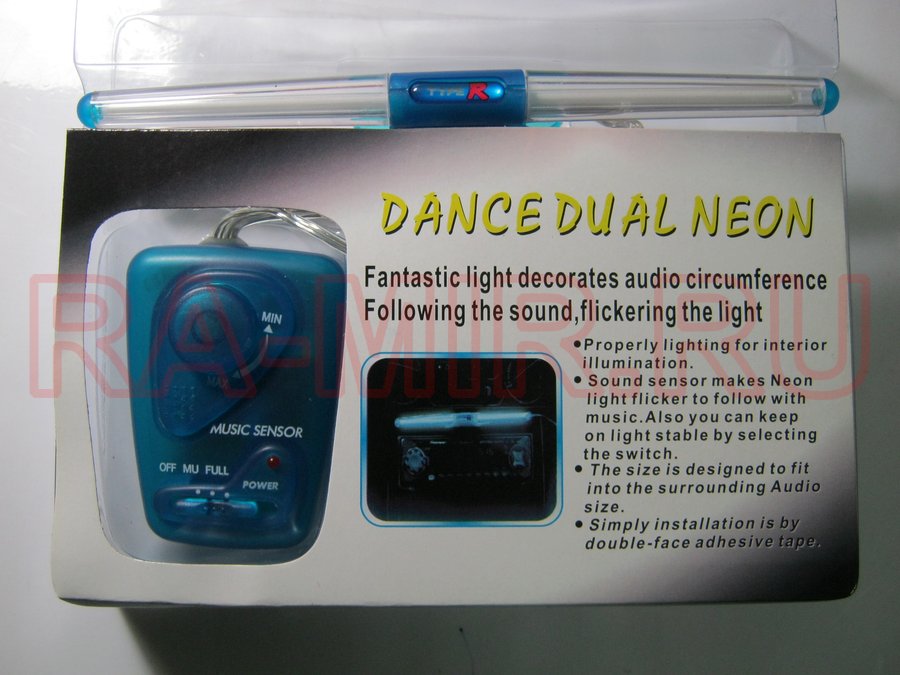 TYPE R
DANCE DUAL NEON
Fantastic light decorates audio circumference
Following the sound,flickering the light
MIN
MAX
MUSIC SENSOR
OFF MU FULL
POWER
•Properly lighting for interior
illumination.
• Sound sensor makes Neon
light flicker to follow with
music.Also you can keep
on light stable by selecting
the switch.
• The size is designed to fit
into the surrounding Audio
size.
• Simply installation is by
double-face adhesive tape.
RA-MIR.RU